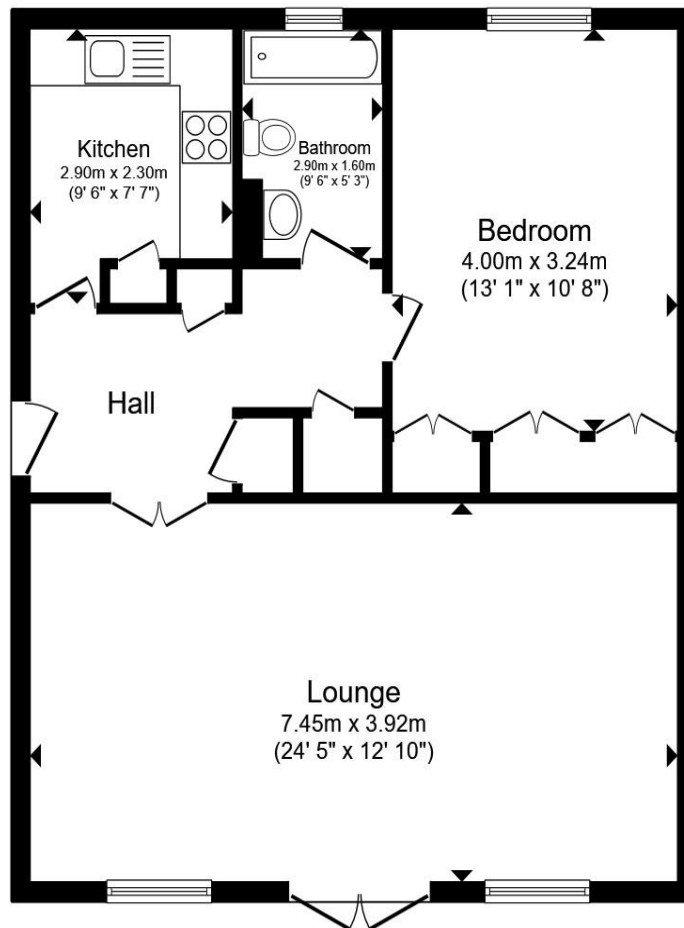 Kitchen
2.90m x 2.30m
(9' 6" x 7' 7")
Bathroom
2.90m x 1.60m
(9' 6" x 5' 3")
Bedroom
4.00m x 3.24m
(13' 1" x 10' 8")
Hall
Lounge
7.45m x 3.92m
(24' 5" x 12' 10")